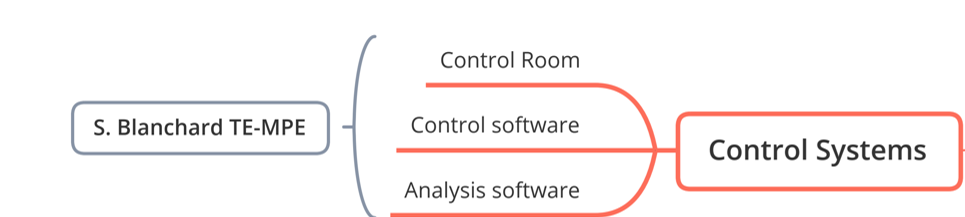 S. Blanchard TE-MPE
Control Room
Control software
Analysis software
Control Systems